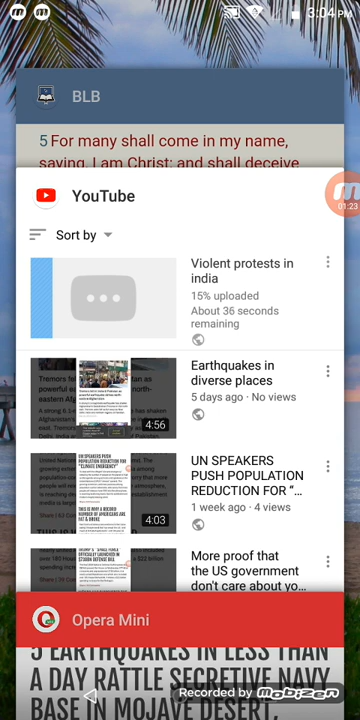 3:04 PM
BLB
5 For many shall come in my name,
saying, I am Christ; and shall deceive
YouTube
01:23
Sort by
Violent protests in
india
15% uploaded
About 36 seconds
remaining
Earthquakes in
diverse places
5 days ago · No views
4:56
UN SPEAKERS
PUSH POPULATION
REDUCTION FOR “...
1 week ago · 4 views
4:03
More proof that
the US government
don't care about yo...
Opera Mini
5 EARTHQUAKES IN LESS THAN
A DAY RATTLE SECRETIVE NAVY
BASE IN MOJAVE DESERT
Recorded by Mobizen